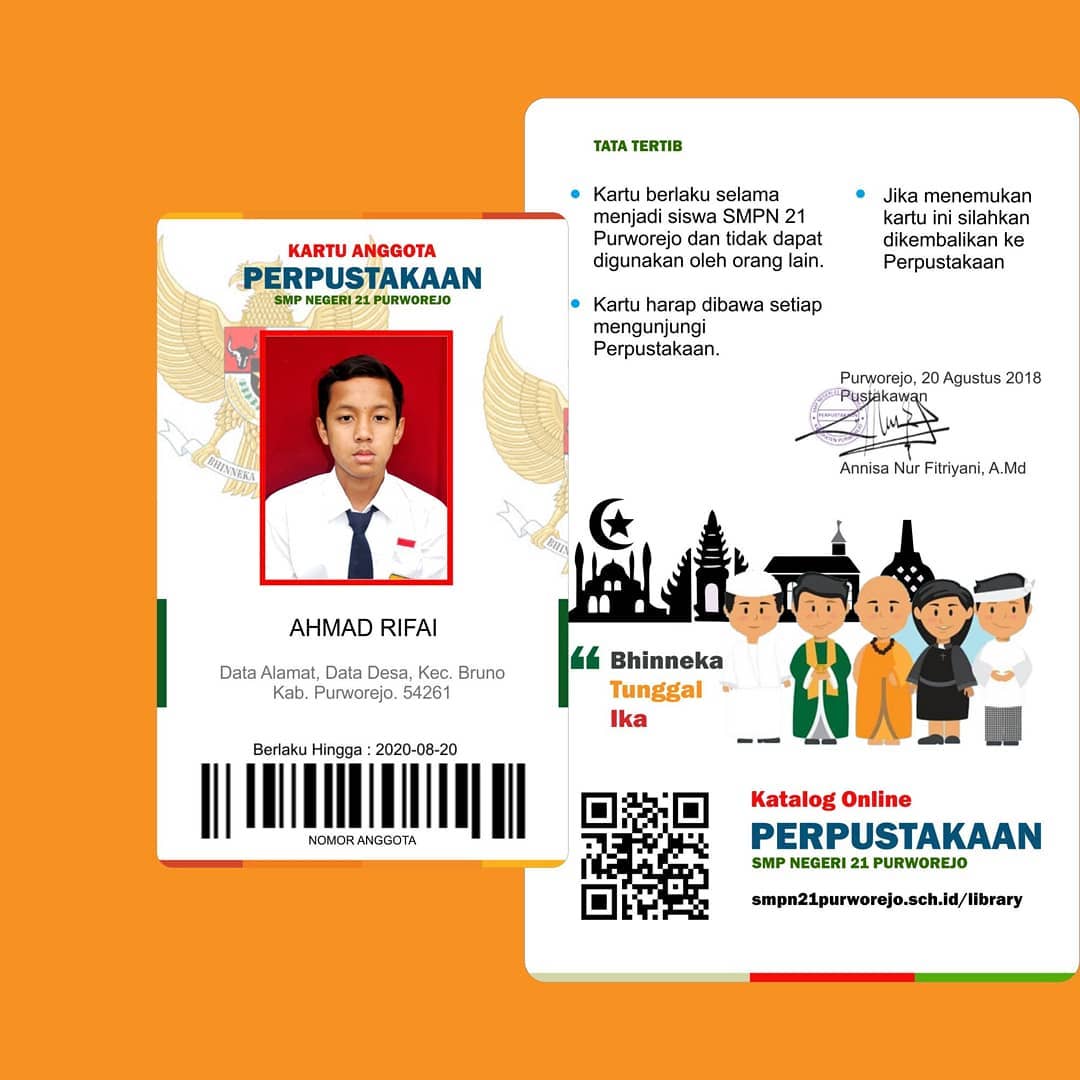 KARTU ANGGOTA
PERPUSTAKAAN
SMP NEGERI 21 PURWOREJO
BHINNEKA
BHIN
AHMAD RIFAI
Data Alamat, Data Desa, Kec. Bruno
Kab. Purworejo. 54261
Berlaku Hingga : 2020-08-20
NOMOR ANGGOTA
TATA TERTIB
Kartu berlaku selama
menjadi siswa SMPN 21
Purworejo dan tidak dapat
digunakan oleh orang lain.
Kartu harap dibawa setiap
mengunjungi
Perpustakaan.
Jika menemukan
kartu ini silahkan
dikembalikan ke
Perpustakaan
Purworejo, 20 Agustus 2018
Pustakawan
PERPUSTAKAAN
Annisa Nur Fitriyani, A.Md
“ Bhinneka
Tunggal
Ika
Katalog Online
PERPUSTAKAAN
SMP NEGERI 21 PURWOREJO
smpn21purworejo.sch.id/library